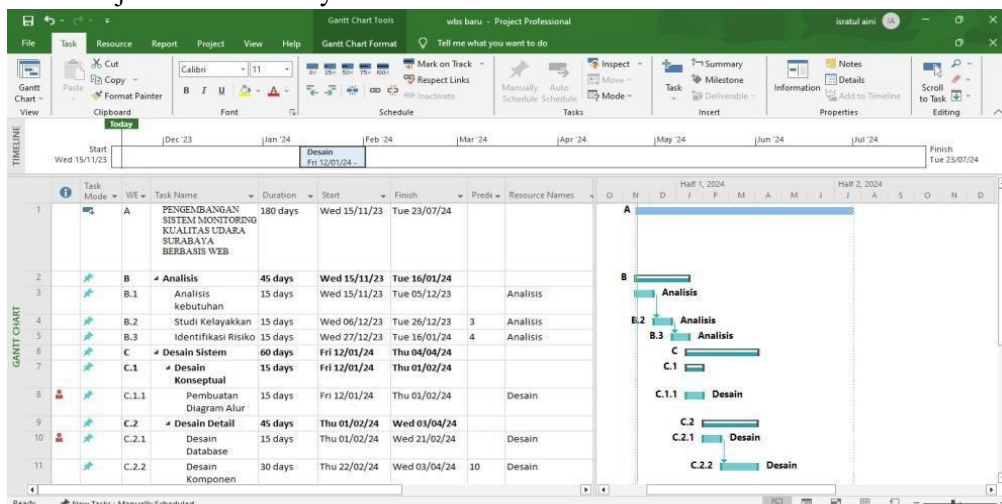 Gantt Chart Tools
wbs baru - Project Professional
isratul aini
IA
File Task Resource Report Project View Help Gantt Chart Format Tell me what you want to do
Gantt Chart
View
Paste
Cut
Copy
Format Painter
Clipboard
Calibri 11
B I U A
Font
0% 25% 50% 75% 100%
Mark on Track
Respect Links
Inactivate
Schedule
Manually Schedule
Auto Schedule
Inspect
Move
Mode
Tasks
Task
Summary
Milestone
Deliverable
Insert
Information
Notes
Details
Add to Timeline
Properties
Scroll to Task
Editing
TIMELINE
Today
Dec '23 Jan '24 Feb '24 Mar '24 Apr '24 May '24 Jun '24 Jul '24
Start
Wed 15/11/23
Desain
Fri 12/01/24 -
Finish
Tue 23/07/24
GANTT CHART
Task Mode WE Task Name Duration Start Finish Prede Resource Names
1 A PENGEMBANGAN SISTEM MONITORING KUALITAS UDARA SURABAYA BERBASIS WEB 180 days Wed 15/11/23 Tue 23/07/24
2 B Analisis 45 days Wed 15/11/23 Tue 16/01/24
3 B.1 Analisis kebutuhan 15 days Wed 15/11/23 Tue 05/12/23 Analisis
4 B.2 Studi Kelayakkan 15 days Wed 06/12/23 Tue 26/12/23 3 Analisis
5 B.3 Identifikasi Risiko 15 days Wed 27/12/23 Tue 16/01/24 4 Analisis
6 C Desain Sistem 60 days Fri 12/01/24 Thu 04/04/24
7 C.1 Desain Konseptual 15 days Fri 12/01/24 Thu 01/02/24
8 C.1.1 Pembuatan Diagram Alur 15 days Fri 12/01/24 Thu 01/02/24 Desain
9 C.2 Desain Detail 45 days Thu 01/02/24 Wed 03/04/24
10 C.2.1 Desain Database 15 days Thu 01/02/24 Wed 21/02/24 Desain
11 C.2.2 Desain Komponen 30 days Thu 22/02/24 Wed 03/04/24 10 Desain
Half 1, 2024 Half 2, 2024
O N D J F M A M J J A S O N D
A
B
Analisis
B.2 Analisis
B.3 Analisis
C
C.1
C.1.1 Desain
C.2
C.2.1 Desain
C.2.2 Desain
Ready New Tasks : Manually Scheduled